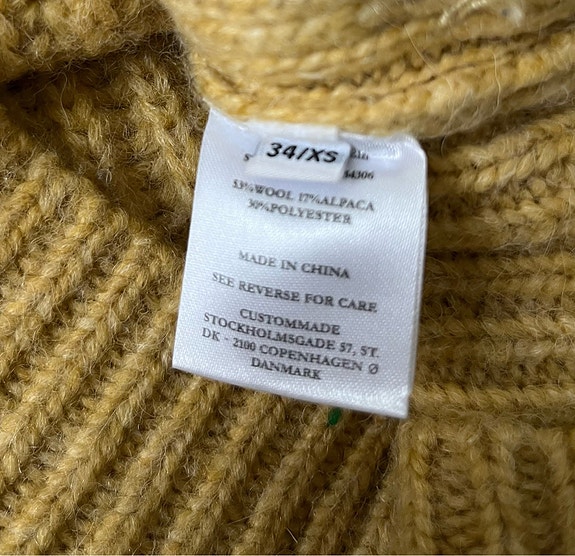 34/XS
34306
53%WOOL 17%ALPACA
30%POLYESTER
MADE IN CHINA
SEE REVERSE FOR CARE
CUSTOMMADE
STOCKHOLMSGADE 57, ST.
DK - 2100 COPENHAGEN Ø
DANMARK